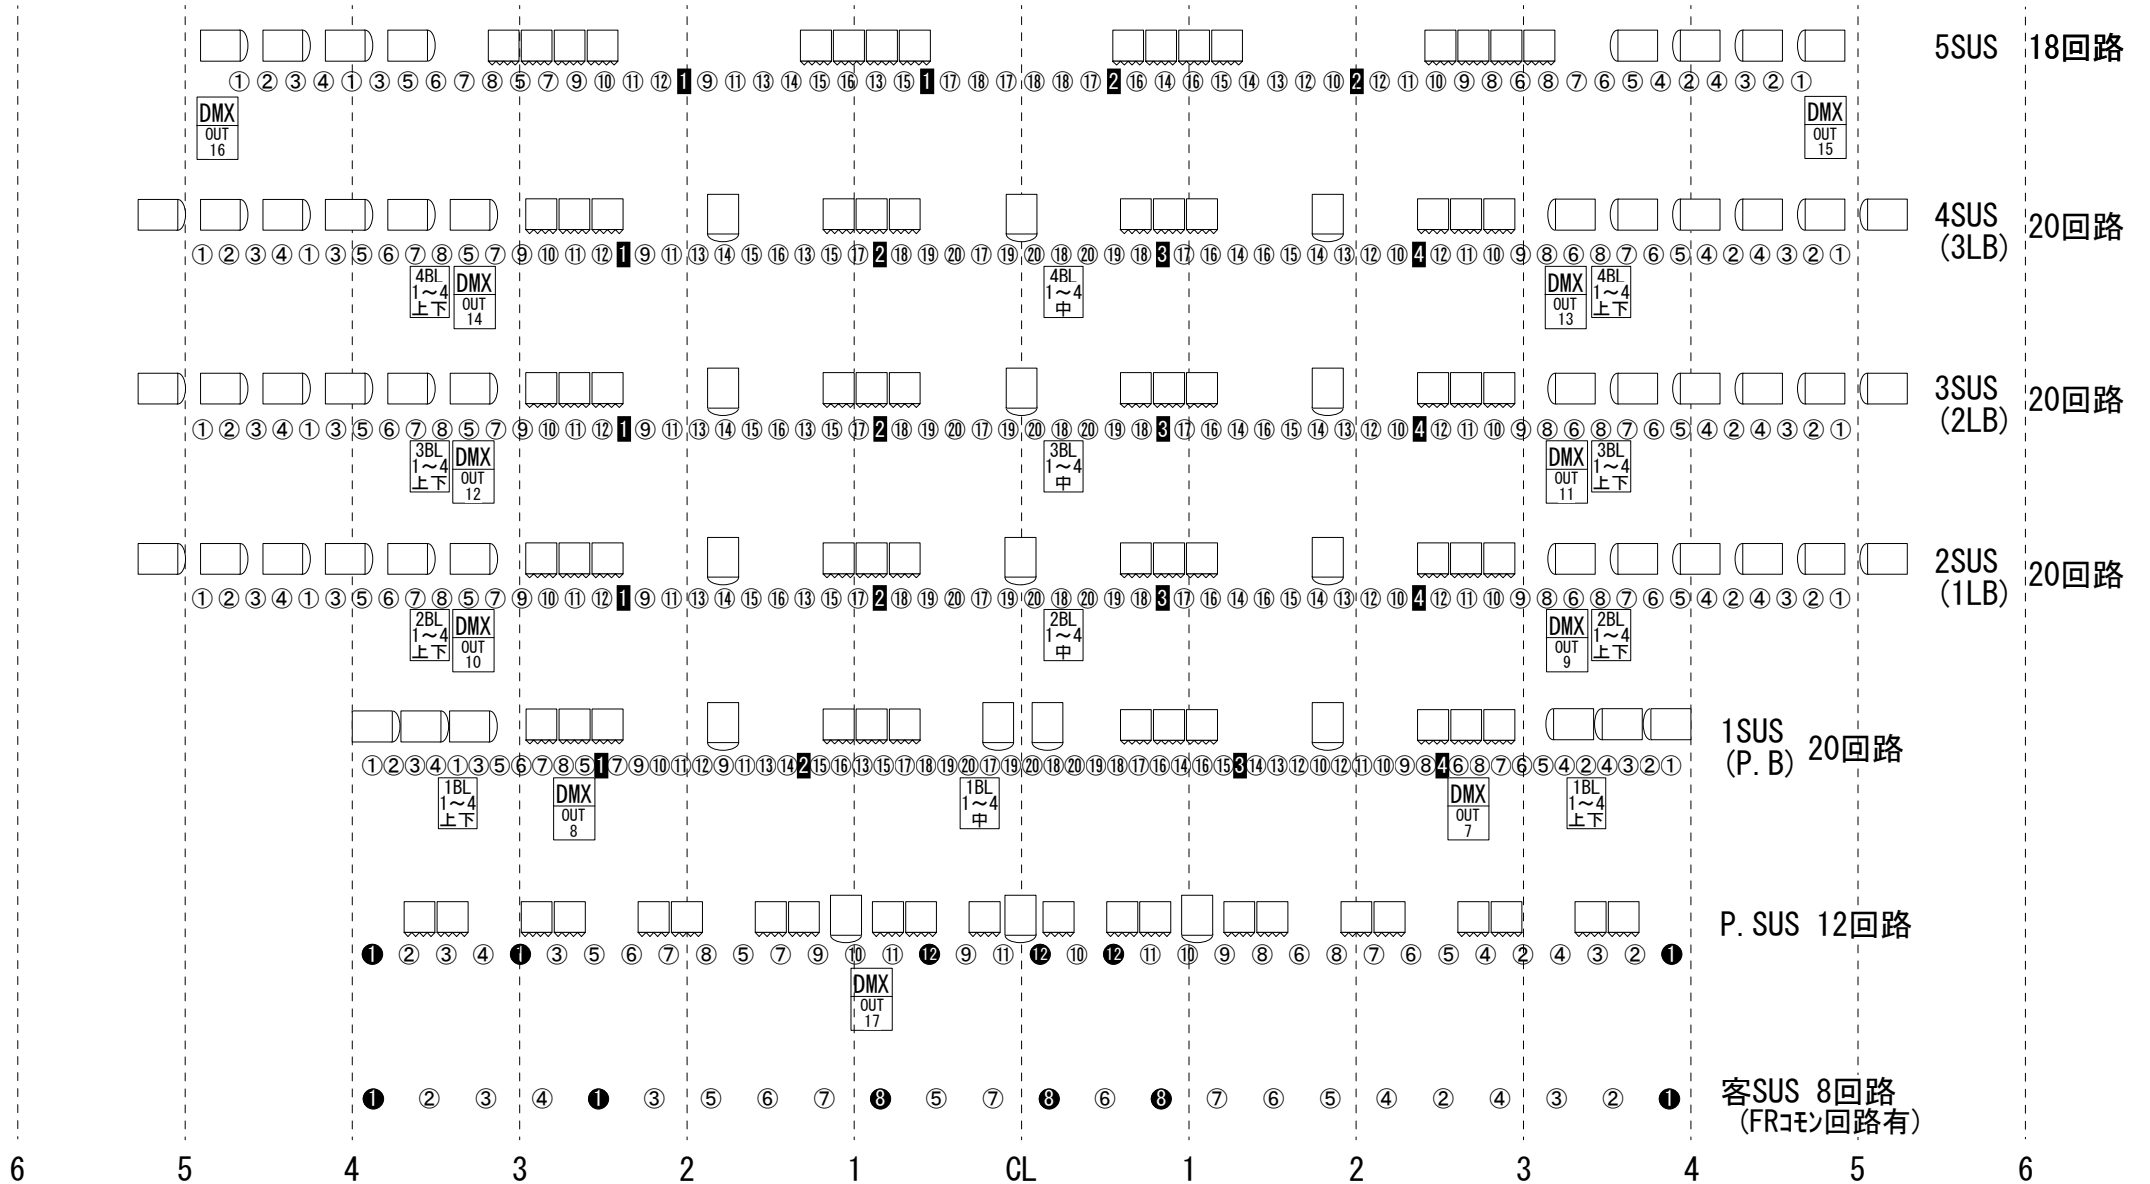 5SUS 18回路
①②③④①③⑤⑥⑦⑧⑤⑦⑨⑩⑪⑫1⑨⑪⑬⑭⑮⑯⑬⑮1⑰⑱⑰⑱⑱⑰2⑯⑭⑯⑮⑭⑬⑫⑩2⑫⑪⑩⑨⑧⑥⑧⑦⑥⑤④②④③②①
DMX DMX
OUT OUT
16 15
4SUS 20回路
(3LB)
①②③④①③⑤⑥⑦⑧⑤⑦⑨⑩⑪⑫1⑨⑪⑬⑭⑮⑯⑬⑮⑰2⑱⑲⑳⑰⑲⑳⑱⑳⑲⑱3⑰⑯⑭⑯⑮⑭⑬⑫⑩4⑫⑪⑩⑨⑧⑥⑧⑦⑥⑤④②④③②①
4BL DMX 4BL DMX 4BL
1～4 OUT 1～4 OUT 1～4
上下 14 中 13 上下
3SUS 20回路
(2LB)
①②③④①③⑤⑥⑦⑧⑤⑦⑨⑩⑪⑫1⑨⑪⑬⑭⑮⑯⑬⑮⑰2⑱⑲⑳⑰⑲⑳⑱⑳⑲⑱3⑰⑯⑭⑯⑮⑭⑬⑫⑩4⑫⑪⑩⑨⑧⑥⑧⑦⑥⑤④②④③②①
3BL DMX 3BL DMX 3BL
1～4 OUT 1～4 OUT 1～4
上下 12 中 11 上下
2SUS 20回路
(1LB)
①②③④①③⑤⑥⑦⑧⑤⑦⑨⑩⑪⑫1⑨⑪⑬⑭⑮⑯⑬⑮⑰2⑱⑲⑳⑰⑲⑳⑱⑳⑲⑱3⑰⑯⑭⑯⑮⑭⑬⑫⑩4⑫⑪⑩⑨⑧⑥⑧⑦⑥⑤④②④③②①
2BL DMX 2BL DMX 2BL
1～4 OUT 1～4 OUT 1～4
上下 10 中 9 上下
1SUS 20回路
(P.B)
①②③④①③⑤⑥⑦⑧⑤1⑦⑨⑩⑪⑫⑨⑪⑬⑭2⑮⑯⑬⑮⑰⑱⑲⑳⑰⑲⑳⑱⑳⑲⑱⑰⑯⑭⑯⑮3⑭⑬⑫⑩⑫⑪⑩⑨⑧4⑥⑧⑦⑥⑤④②④③②①
1BL DMX 1BL DMX 1BL
1～4 OUT 1～4 OUT 1～4
上下 8 中 7 上下
P.SUS 12回路
❶②③④❶③⑤⑥⑦⑧⑤⑦⑨⑩⑪⓬⑨⑪⓬⑩⓬⑪⑩⑨⑧⑥⑧⑦⑥⑤④②④③②❶
DMX
OUT
17
客SUS 8回路
(FRｺﾓﾝ回路有)
❶②③④❶③⑤⑥⑦❽⑤⑦❽⑥❽⑦⑥⑤④②④③②❶
6 5 4 3 2 1 CL 1 2 3 4 5 6